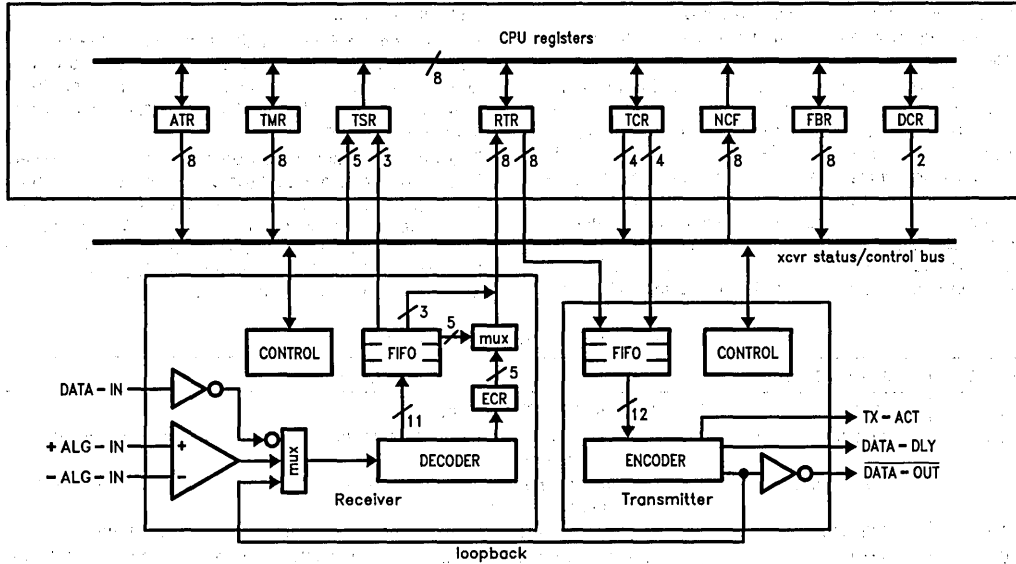 CPU registers
8
ATR
TMR
TSR
RTR
TCR
NCF
FBR
DCR
8
8
5
3
8
8
4
4
8
8
2
xcvr status/control bus
3
5
CONTROL
FIFO
mux
FIFO
CONTROL
5
DATA-IN
ECR
11
12
TX-ACT
+ALG-IN
+
mux
DECODER
ENCODER
DATA-DLY
-ALG-IN
-
DATA-OUT
Receiver
Transmitter
loopback